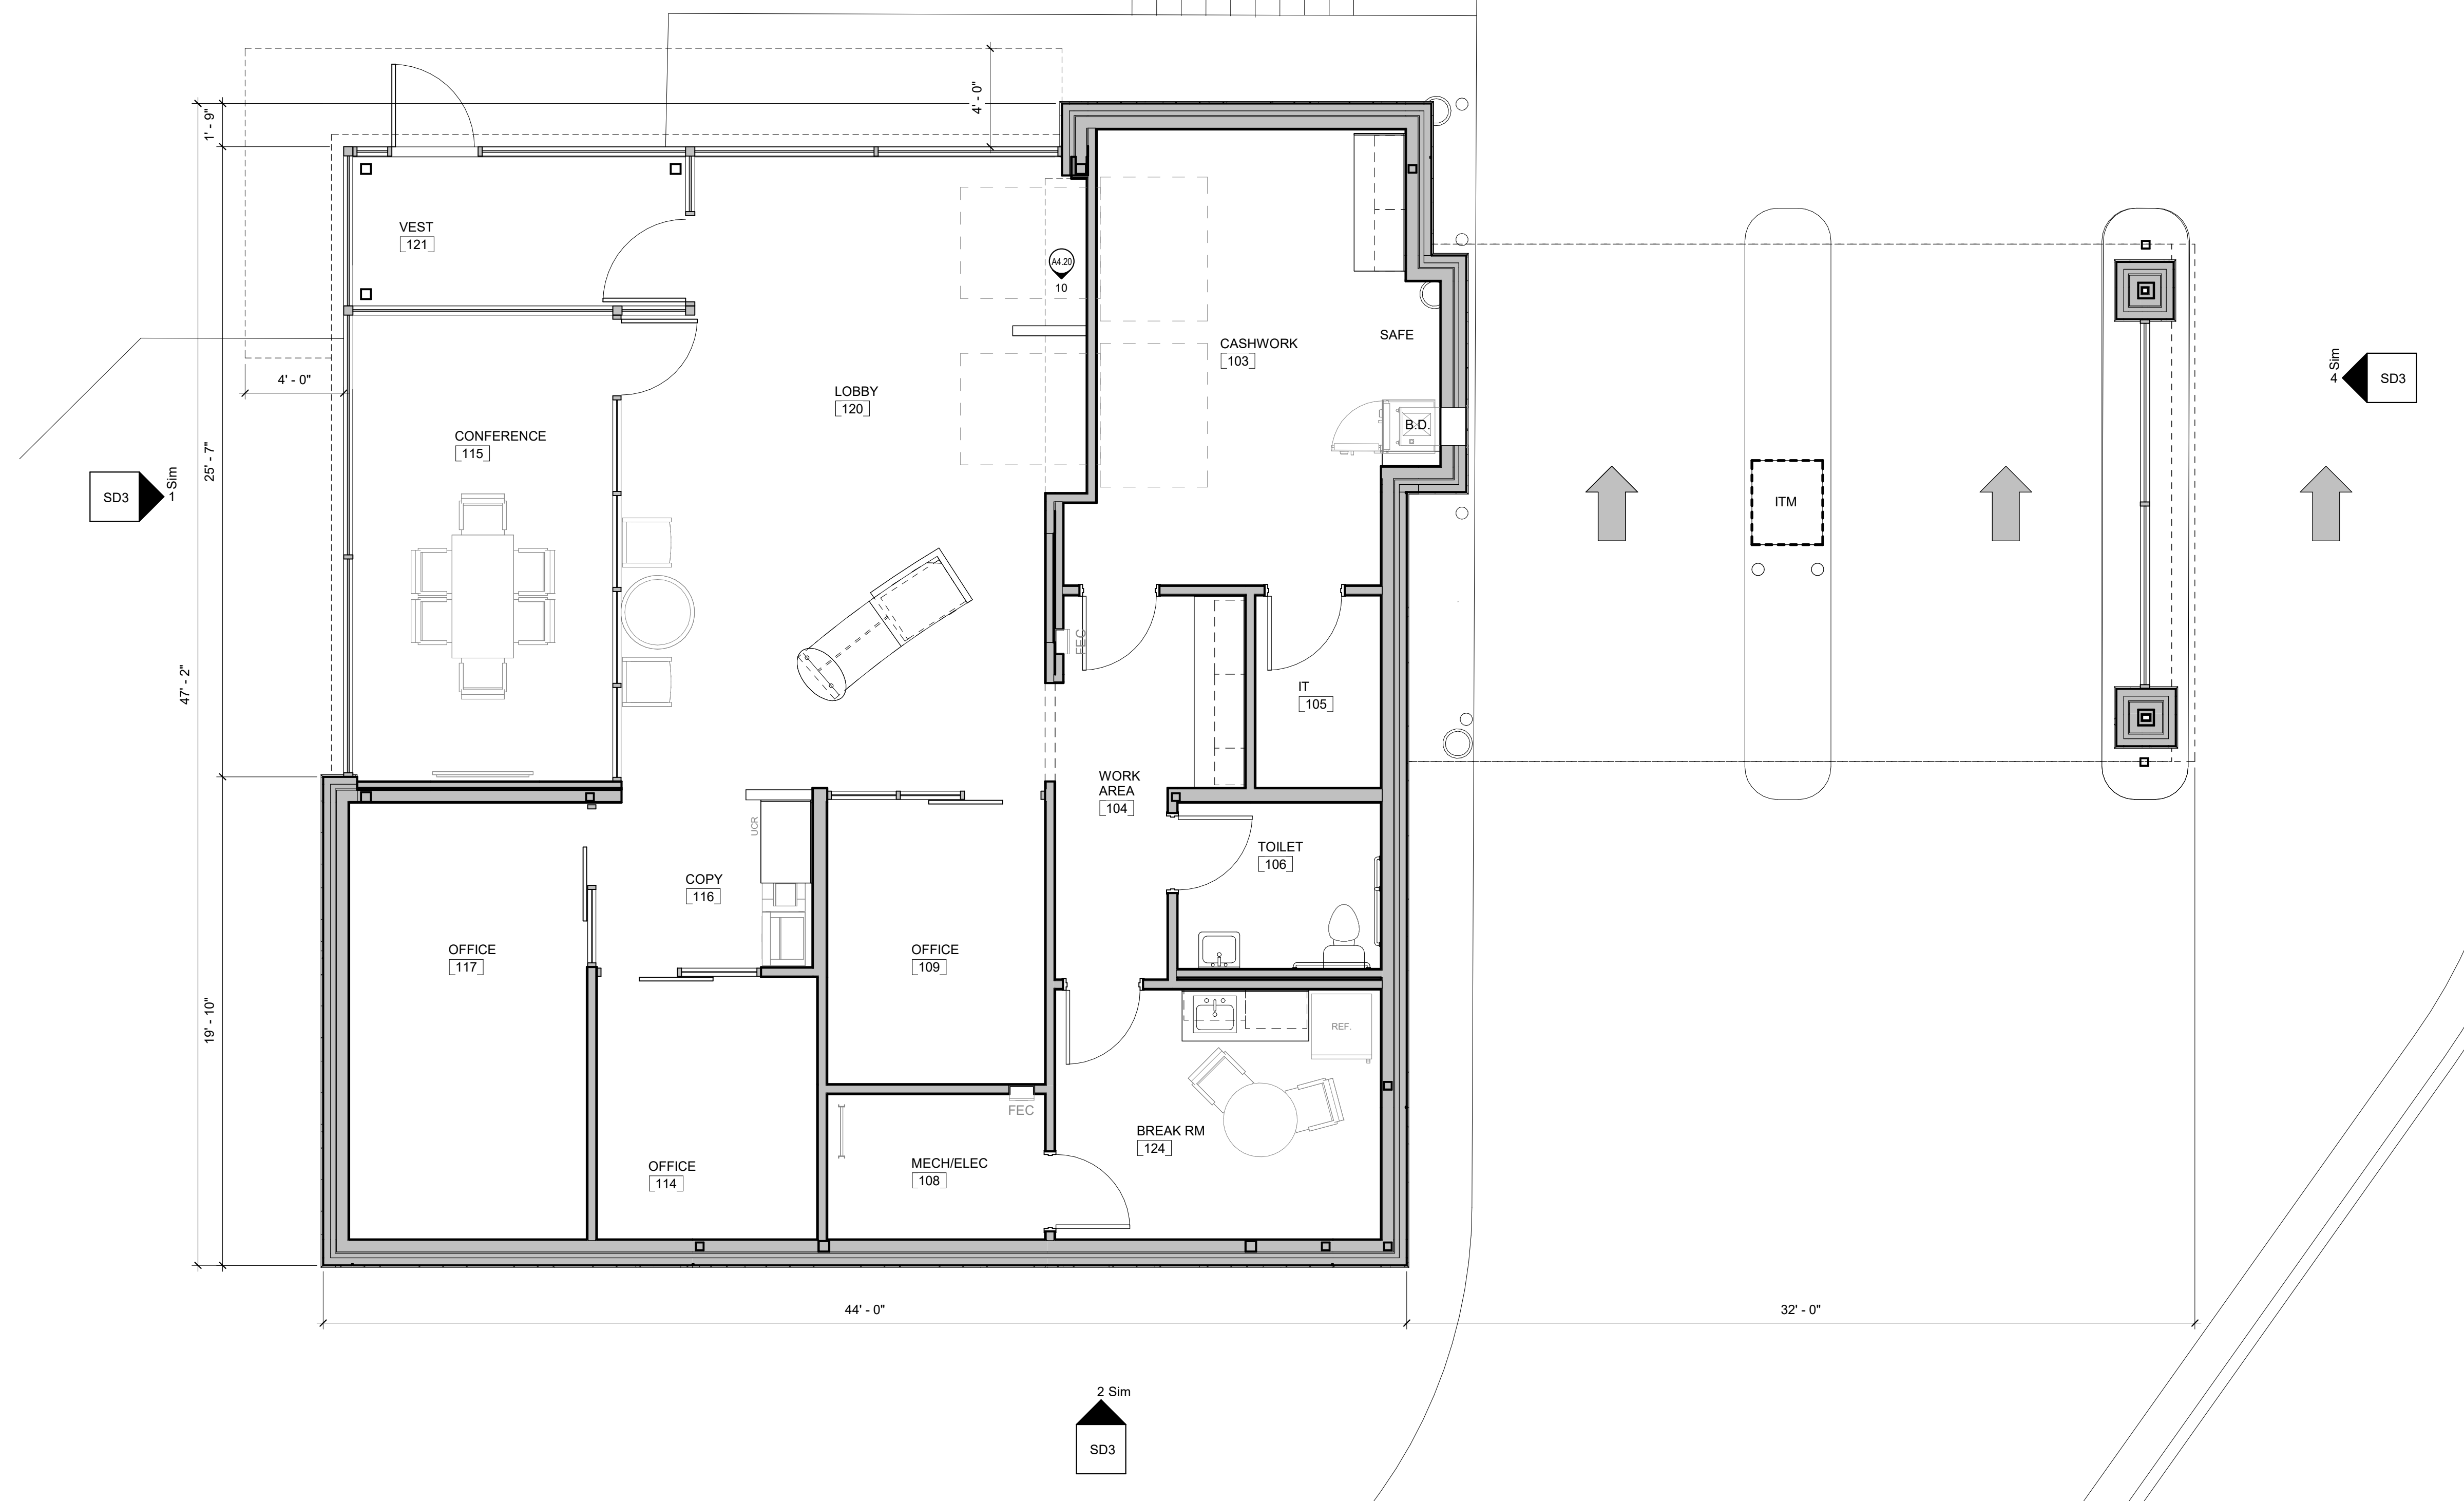 4' - 0"
1' - 9"
VEST
121
A4.20
10
SAFE
CASHWORK
103
4' - 0"
LOBBY
120
Sim
4
SD3
B.D.
CONFERENCE
115
25' - 7"
SD3
Sim
1
ITM
FEC
47' - 2"
IT
105
WORK
AREA
104
UCR
TOILET
106
COPY
116
OFFICE
117
OFFICE
109
19' - 10"
REF.
FEC
BREAK RM
124
OFFICE
114
MECH/ELEC
108
44' - 0"
32' - 0"
2 Sim
SD3